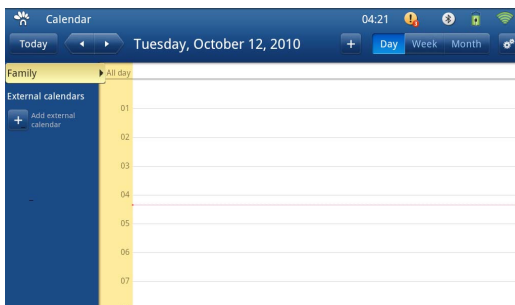 Calendar 04:21
Today Tuesday, October 12, 2010 + Day Week Month
Family All day
External calendars
+ Add external
calendar
01
02
03
04
05
06
07